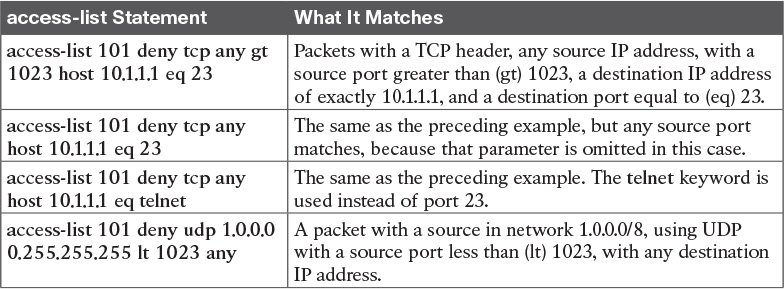 access-list Statement
What It Matches
access-list 101 deny tcp any gt
1023 host 10.1.1.1 eq 23
Packets with a TCP header, any source IP address, with a
source port greater than (gt) 1023, a destination IP address
of exactly 10.1.1.1, and a destination port equal to (eq) 23.
access-list 101 deny tcp any
host 10.1.1.1 eq 23
The same as the preceding example, but any source port
matches, because that parameter is omitted in this case.
access-list 101 deny tcp any
host 10.1.1.1 eq telnet
The same as the preceding example. The telnet keyword is
used instead of port 23.
access-list 101 deny udp 1.0.0.0
0.255.255.255 lt 1023 any
A packet with a source in network 1.0.0.0/8, using UDP
with a source port less than (lt) 1023, with any destination
IP address.